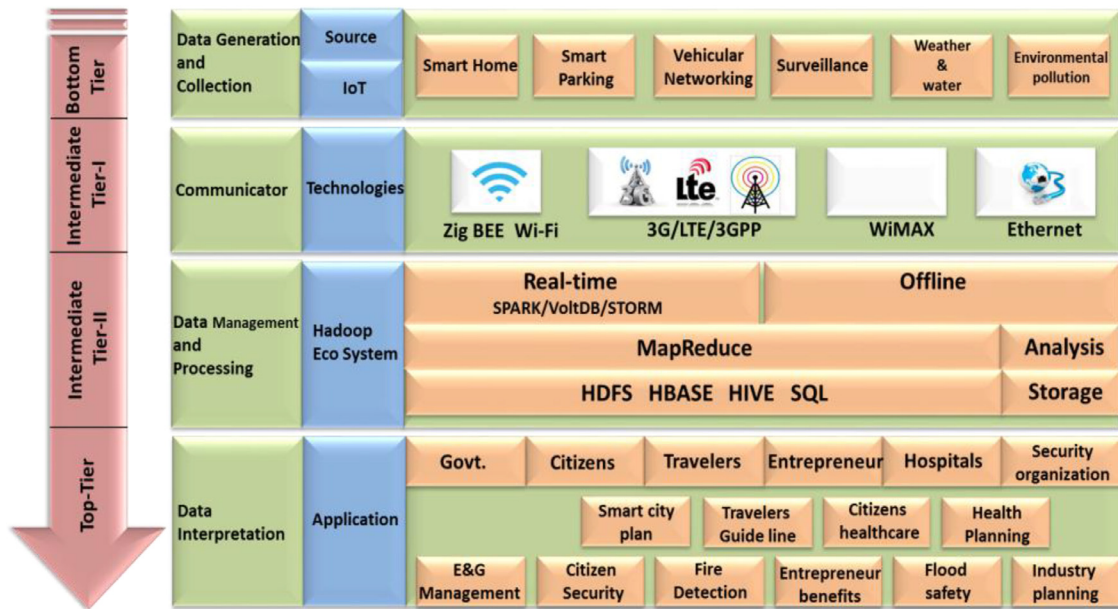 Bottom
Tier
Data Generation
and
Collection
Source
IoT
Smart Home
Smart
Parking
Vehicular
Networking
Surveillance
Weather
&
water
Environmental
pollution
Intermediate
Tier-I
Communicator
Technologies
Lte
Zig BEE Wi-Fi
3G/LTE/3GPP
WiMAX
Ethernet
Intermediate
Tier-II
Data Management
and
Processing
Hadoop
Eco System
Real-time
SPARK/VoltDB/STORM
Offline
MapReduce
Analysis
HDFS HBASE HIVE SQL
Storage
Top-Tier
Data
Interpretation
Application
Govt.
Citizens
Travelers
Entrepreneur
Hospitals
Security
organization
Smart city
plan
Travelers
Guide line
Citizens
healthcare
Health
Planning
E&G
Management
Citizen
Security
Fire
Detection
Entrepreneur
benefits
Flood
safety
Industry
planning